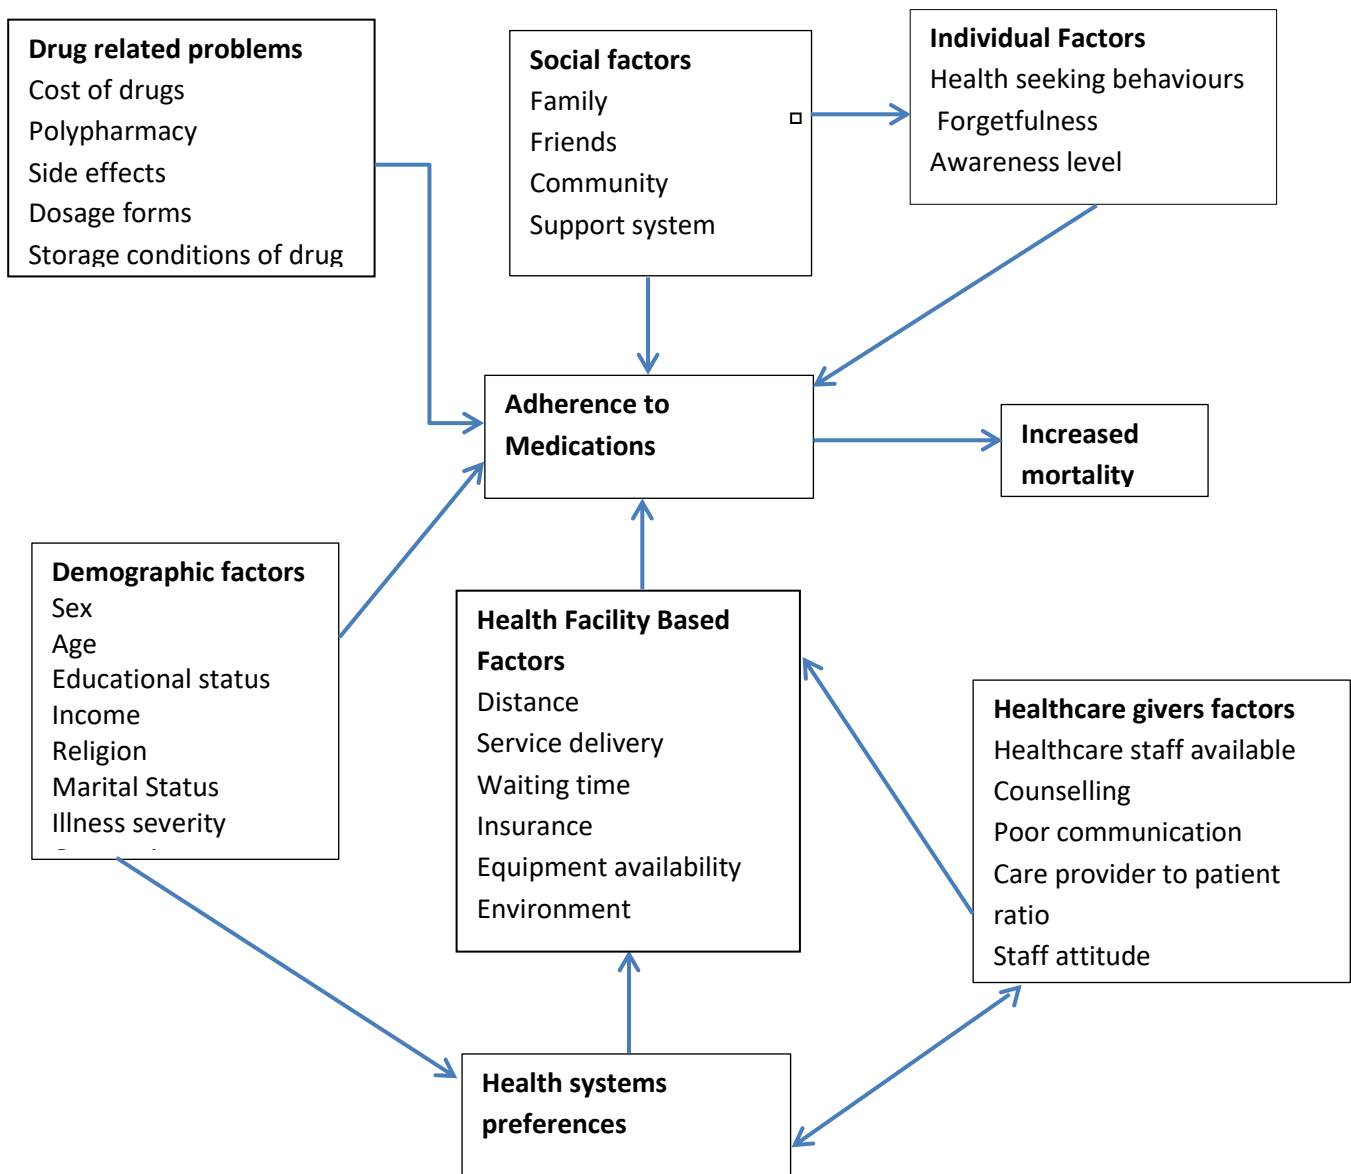 Drug related problems
Cost of drugs
Polypharmacy
Side effects
Dosage forms
Storage conditions of drug
Social factors
Family
Friends
Community
Support system
Individual Factors
Health seeking behaviours
Forgetfulness
Awareness level
Adherence to
Medications
Increased
mortality
Demographic factors
Sex
Age
Educational status
Income
Religion
Marital Status
Illness severity
Health Facility Based
Factors
Distance
Service delivery
Waiting time
Insurance
Equipment availability
Environment
Healthcare givers factors
Healthcare staff available
Counselling
Poor communication
Care provider to patient
ratio
Staff attitude
Health systems
preferences